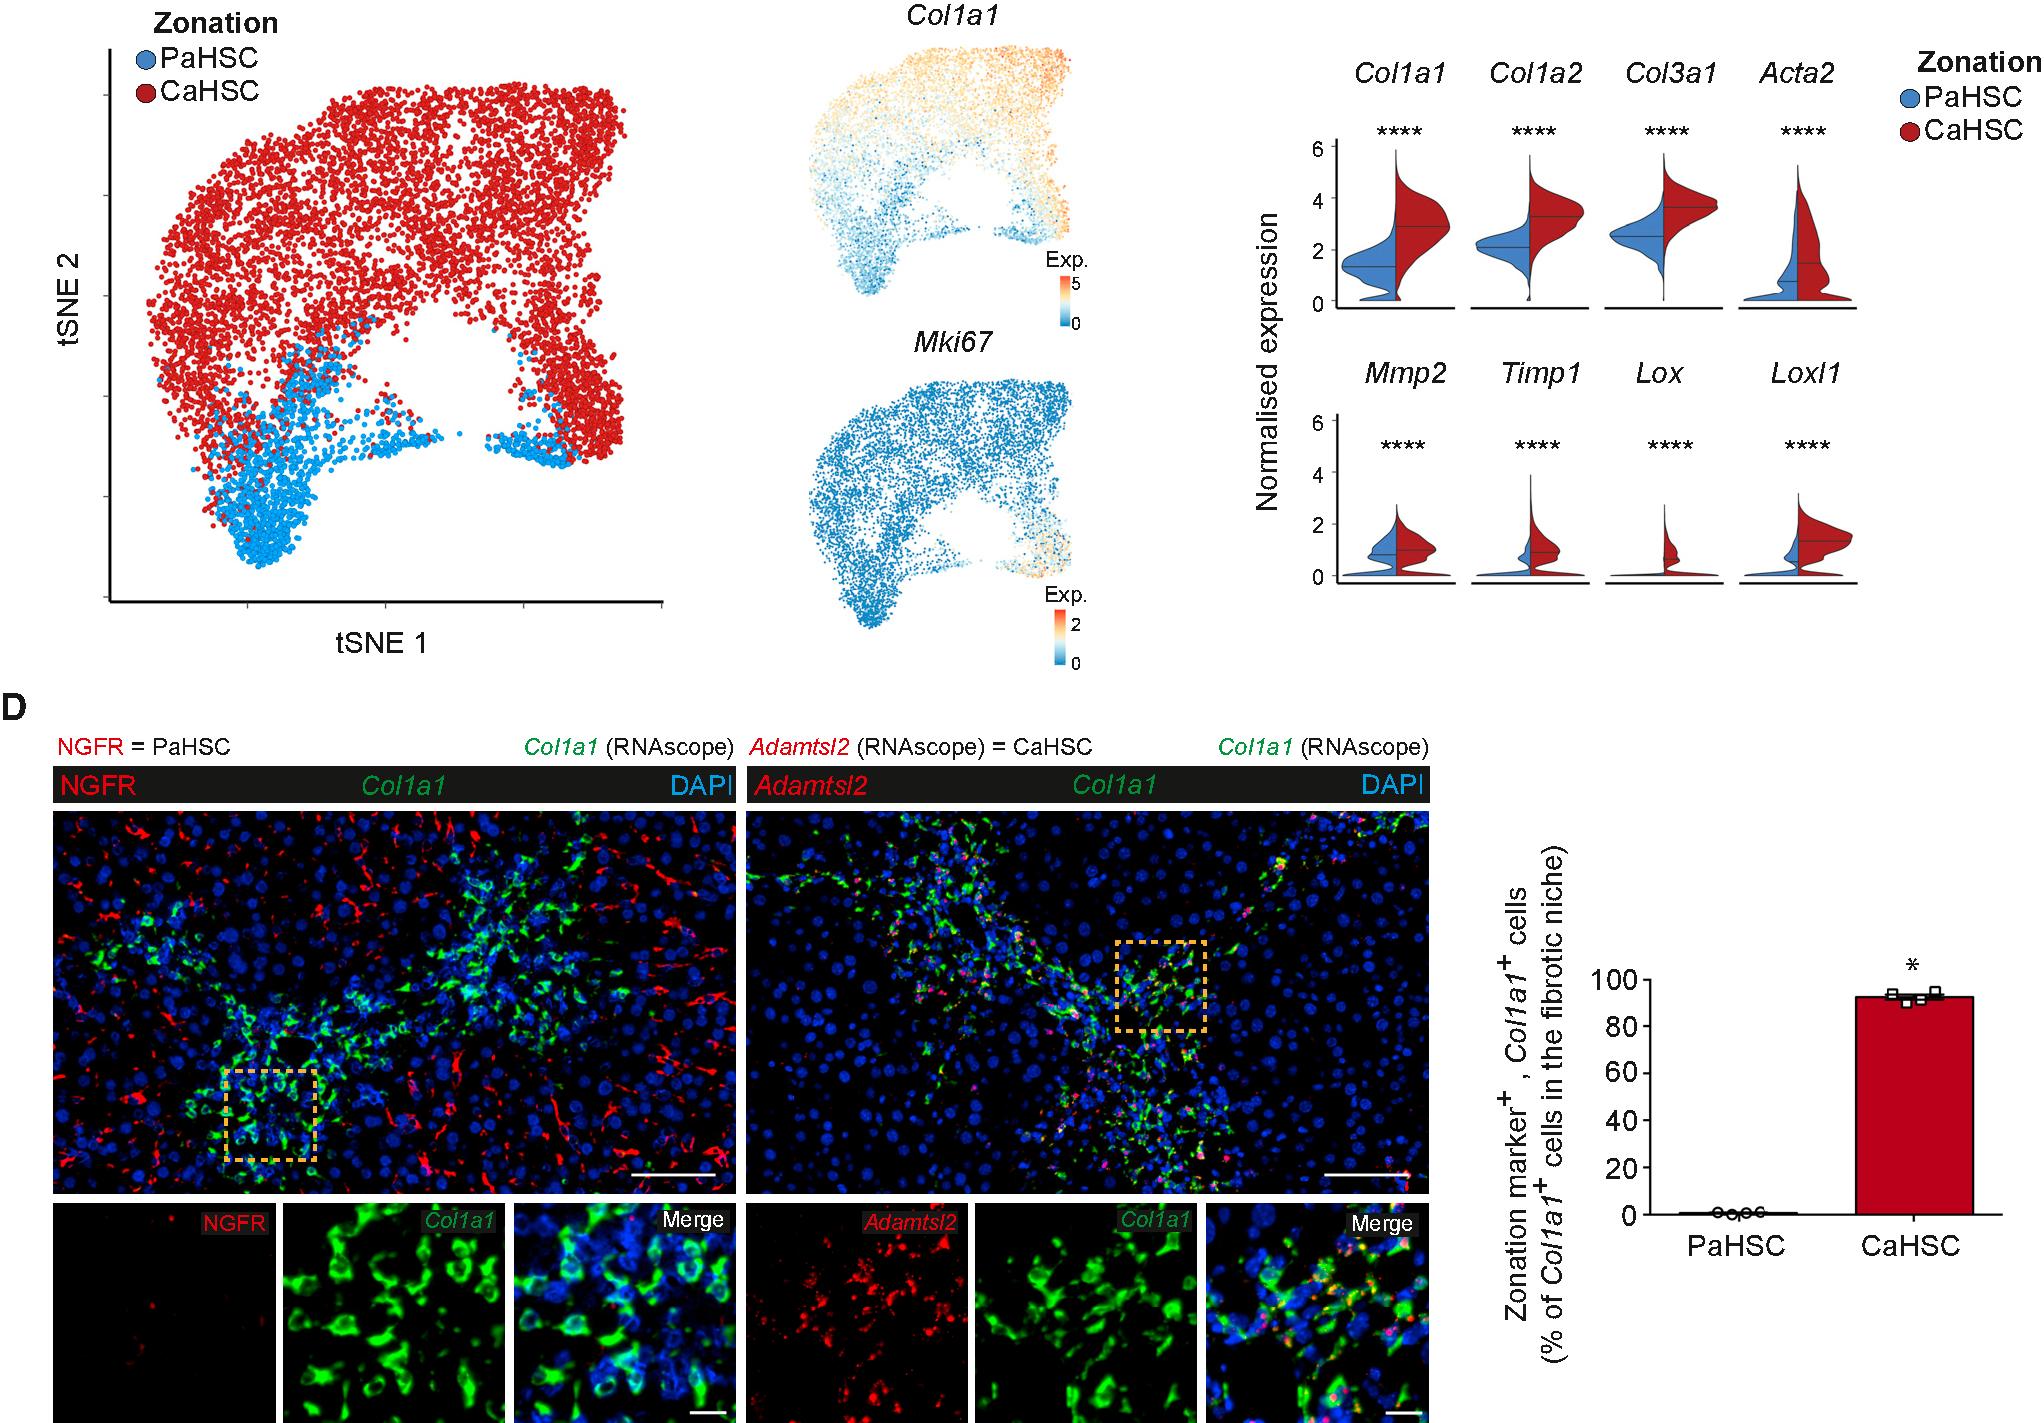 Zonation
PaHSC
CaHSC
tSNE 2
tSNE 1
Col1a1
Exp.
5
0
Mki67
Exp.
2
0
Zonation
PaHSC
CaHSC
Normalised expression
Col1a1 Col1a2 Col3a1 Acta2
**** **** **** ****
6
4
2
0
Mmp2 Timp1 Lox Loxl1
**** **** **** ****
6
4
2
0
D
NGFR = PaHSC Col1a1 (RNAscope)
NGFR Col1a1 DAPI
Adamtsl2 (RNAscope) = CaHSC Col1a1 (RNAscope)
Adamtsl2 Col1a1 DAPI
NGFR Col1a1 Merge
Adamtsl2 Col1a1 Merge
Zonation marker+, Col1a1+ cells
(% of Col1a1+ cells in the fibrotic niche)
*
100
80
60
40
20
0
PaHSC CaHSC